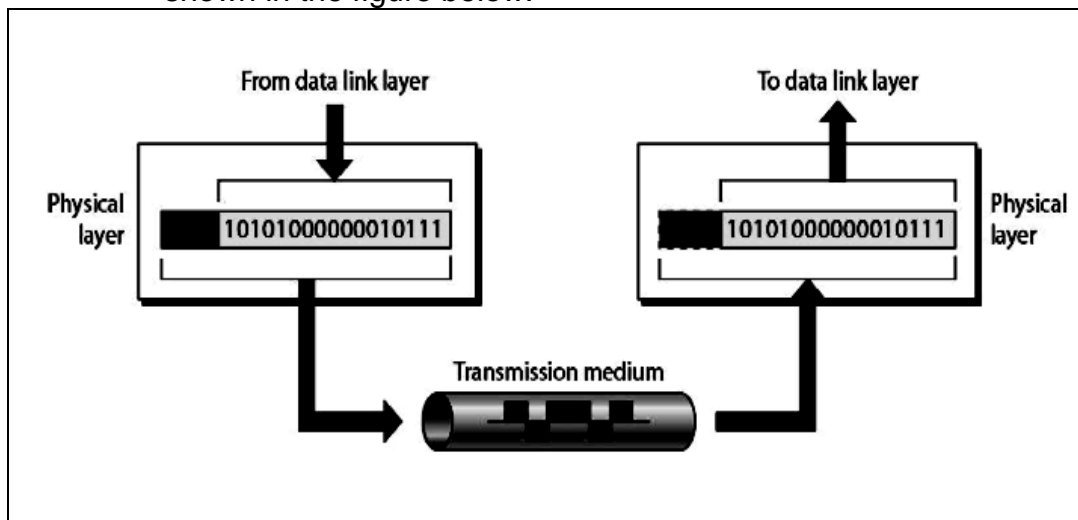 shown in the figure below.
From data link layer
To data link layer
Physical
layer
10101000000010111
10101000000010111
Physical
layer
Transmission medium